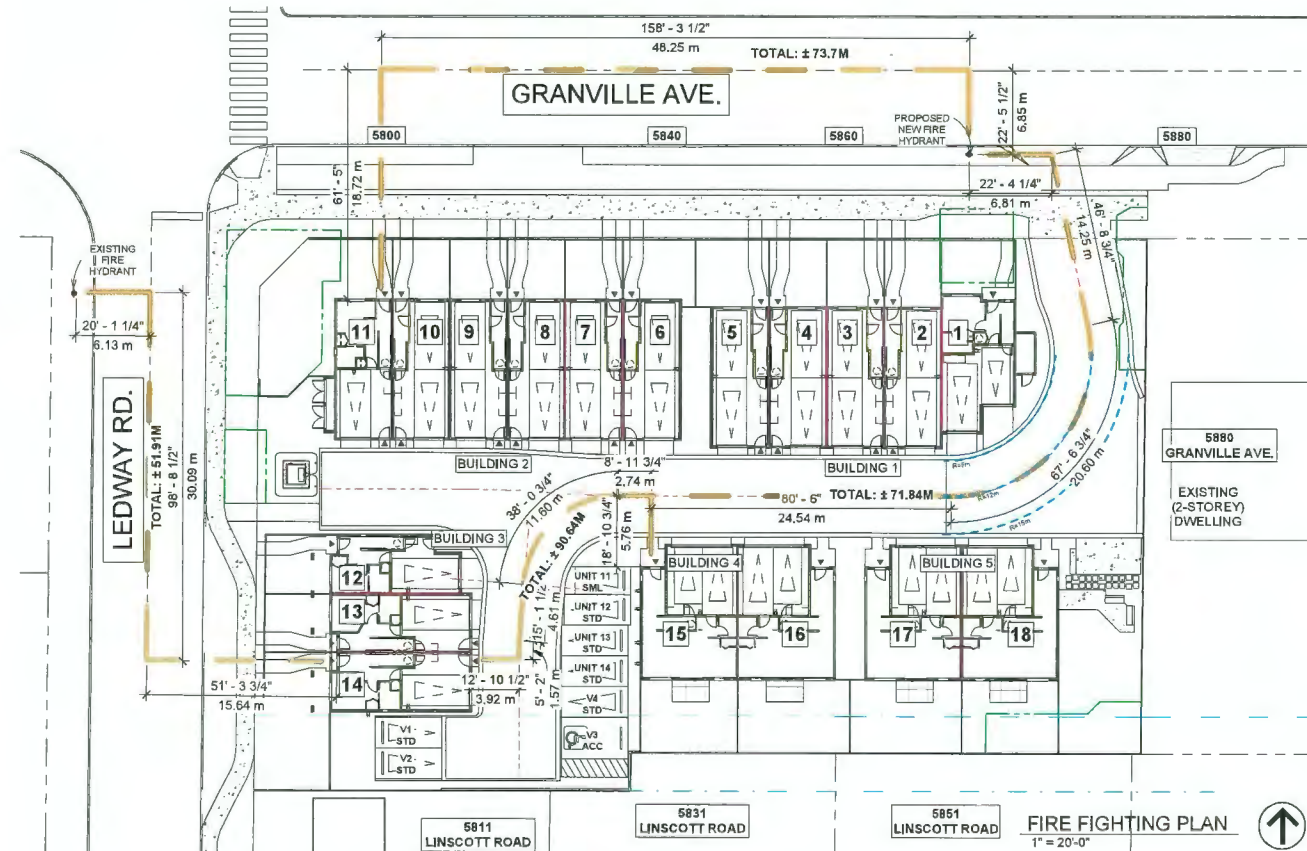 158' - 3 1/2"
48.25 m
TOTAL: ± 73.7M
GRANVILLE AVE.
22' - 5 1/2"
6.85 m
PROPOSED
NEW FIRE
HYDRANT
5800
5840
5860
5880
61' - 5"
18.72 m
22' - 4 1/4"
6.81 m
46' - 8 3/4"
14.25 m
EXISTING
FIRE
HYDRANT
20' - 1 1/4"
6.13 m
LEDWAY RD.
TOTAL: ± 51.91M
98' - 8 1/2"
30.09 m
11
10
9
8
7
6
5
4
3
2
1
BUILDING 2
8' - 11 3/4"
2.74 m
BUILDING 1
R=9m
R=12m
R=15m
67' - 6 3/4"
20.60 m
5880
GRANVILLE AVE.
EXISTING
(2-STOREY)
DWELLING
38' - 0 3/4"
11.60 m
80' - 6"
TOTAL: ± 71.84M
24.54 m
18' - 10 3/4"
5.76 m
BUILDING 3
TOTAL: ± 90.64M
BUILDING 4
BUILDING 5
12
13
14
UNIT 11
SML
UNIT 12
STD
UNIT 13
STD
UNIT 14
STD
V4
STD
V3
ACC
15' - 1 1/2"
4.61 m
5' - 2"
1.57 m
15
16
17
18
51' - 3 3/4"
15.64 m
12' - 10 1/2"
3.92 m
V1
STD
V2
STD
5811
LINSCOTT ROAD
5831
LINSCOTT ROAD
5851
LINSCOTT ROAD
FIRE FIGHTING PLAN
1" = 20'-0"